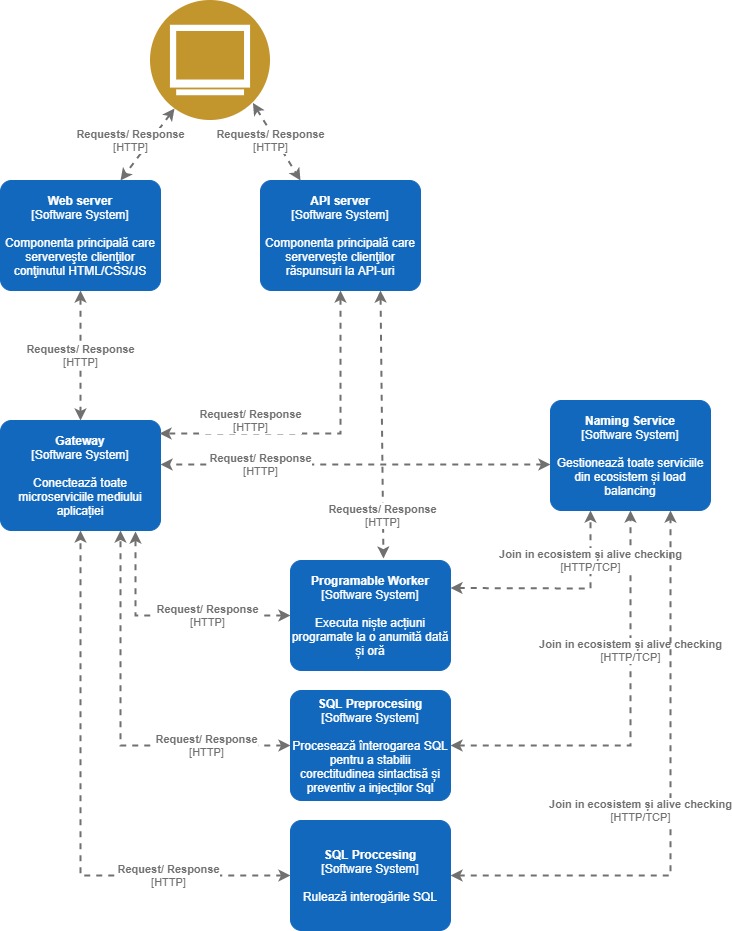 Requests/ Response
[HTTP]
Requests/ Response
[HTTP]
Web server
[Software System]
Componenta principală care
serverveşte clienţilor
conţinutul HTML/CSS/JS
API server
[Software System]
Componenta principală care
serverveşte clienţilor
răspunsuri la API-uri
Requests/ Response
[HTTP]
Request/ Response
[HTTP]
Gateway
[Software System]
Conectează toate
microserviciile mediului
aplicației
Request/ Response
[HTTP]
Naming Service
[Software System]
Gestionează toate serviciile
din ecosistem și load
balancing
Requests/ Response
[HTTP]
Join in ecosistem și alive checking
[HTTP/TCP]
Programable Worker
[Software System]
Executa niște acțiuni
programate la o anumită dată
și oră
Request/ Response
[HTTP]
Join in ecosistem și alive checking
[HTTP/TCP]
SQL Preprocesing
[Software System]
Procesează înterogarea SQL
pentru a stabilii
corectitudinea sintactisă și
preventiv a injecților Sql
Request/ Response
[HTTP]
Join in ecosistem și alive checking
[HTTP/TCP]
SQL Proccesing
[Software System]
Rulează interogările SQL
Request/ Response
[HTTP]